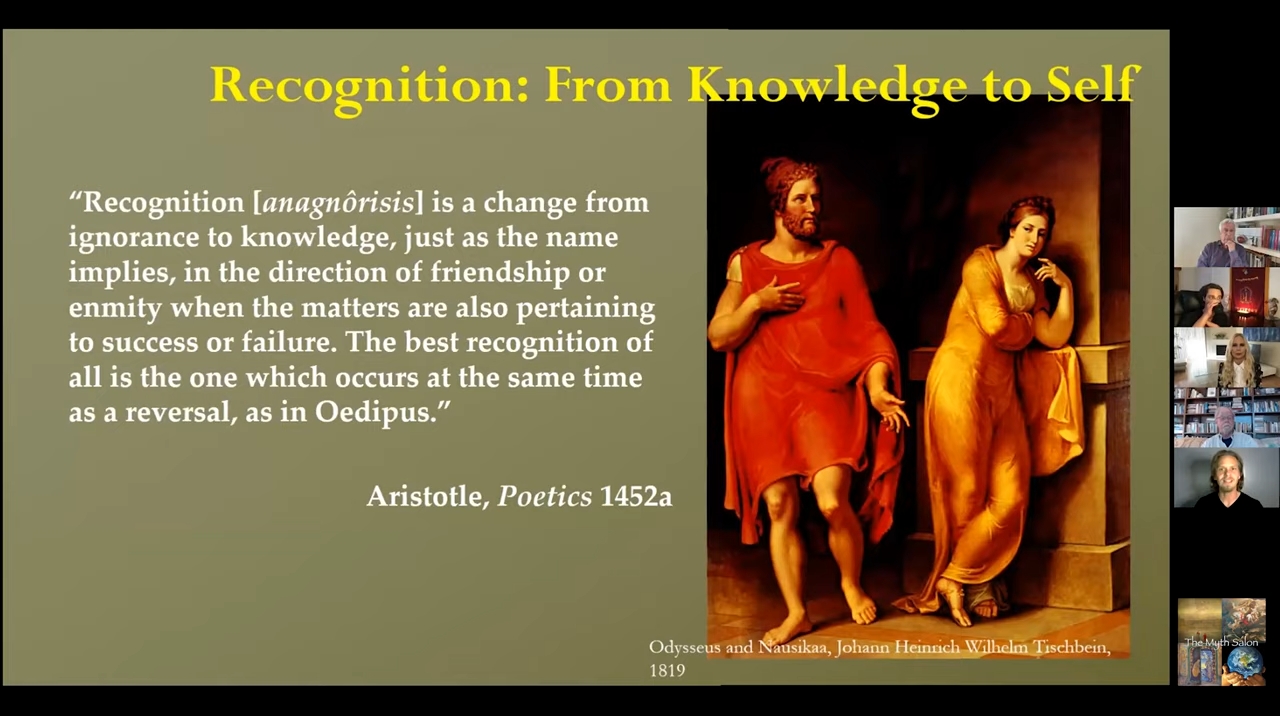 Recognition: From Knowledge to Self
“Recognition [anagnôrisis] is a change from
ignorance to knowledge, just as the name
implies, in the direction of friendship or
enmity when the matters are also pertaining
to success or failure. The best recognition of
all is the one which occurs at the same time
as a reversal, as in Oedipus.”
Aristotle, Poetics 1452a
Odysseus and Nausikaa, Johann Heinrich Wilhelm Tischbein,
1819
The Myth Salon